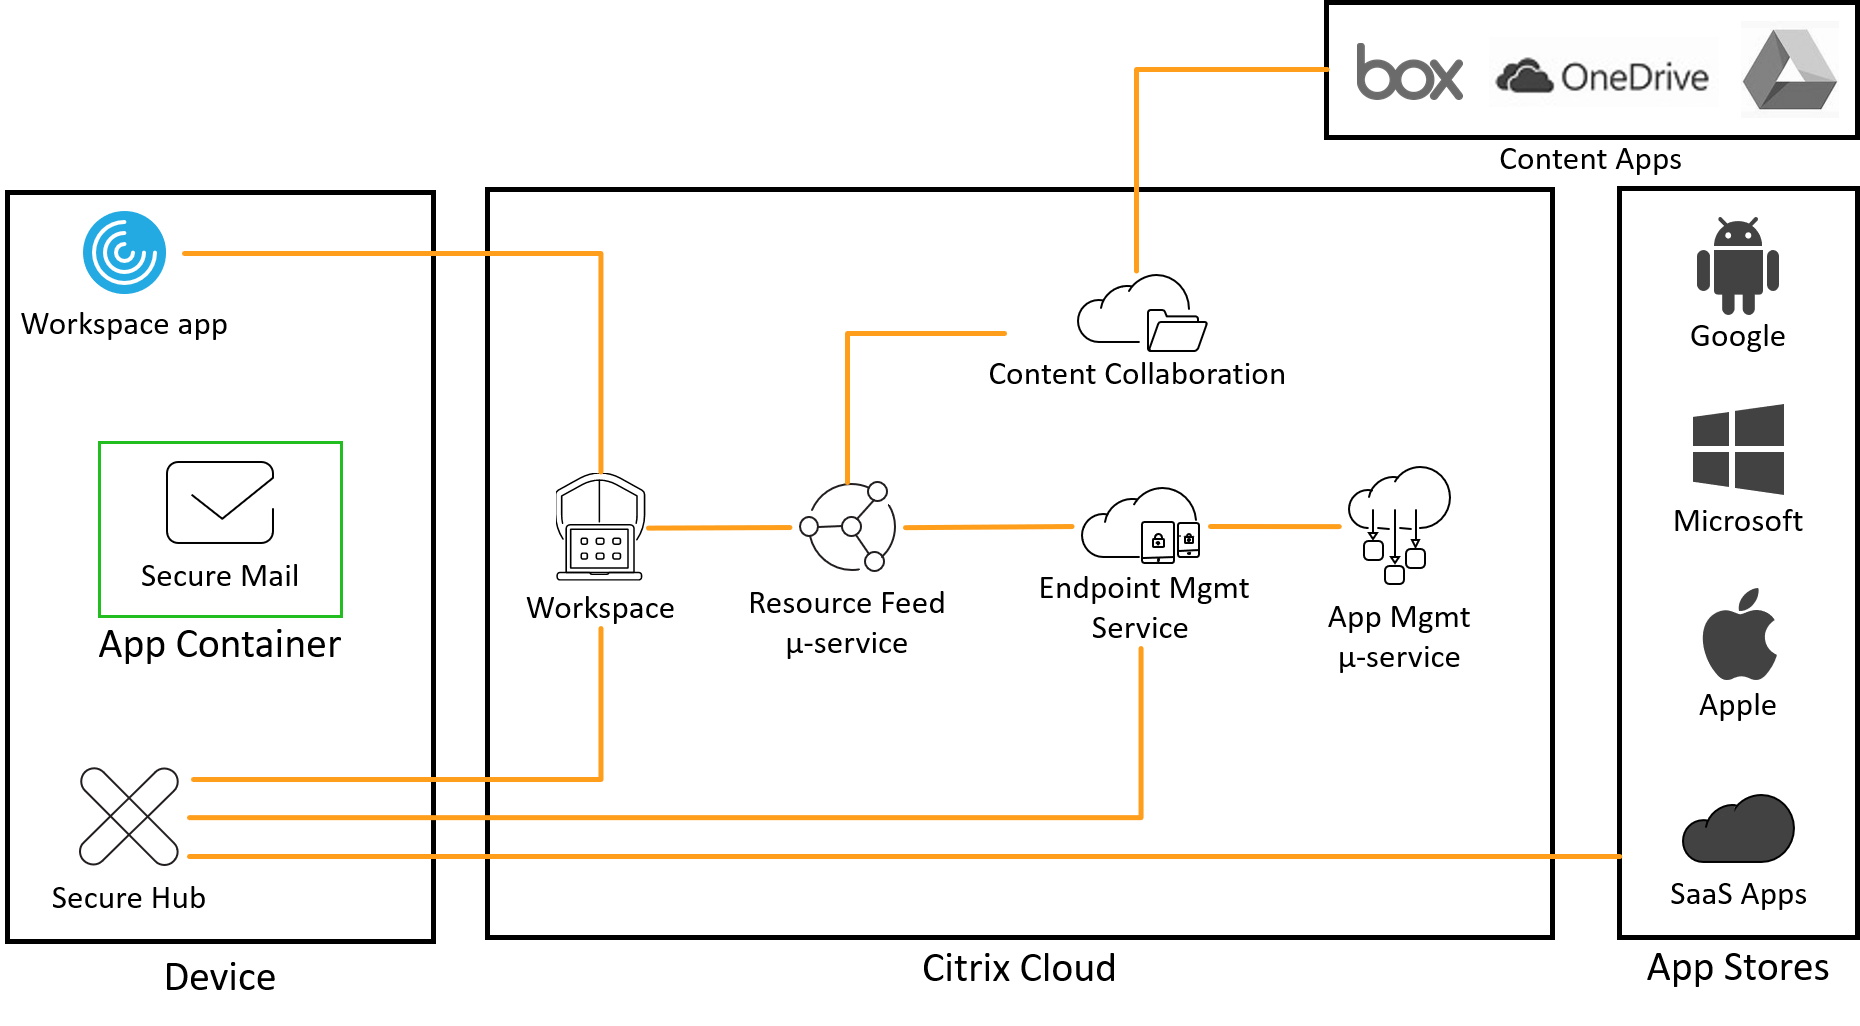 box
OneDrive
Content Apps
Workspace app
Secure Mail
App Container
Secure Hub
Device
Content Collaboration
Workspace
Resource Feed
µ-service
Endpoint Mgmt
Service
App Mgmt
µ-service
Citrix Cloud
Google
Microsoft
Apple
SaaS Apps
App Stores